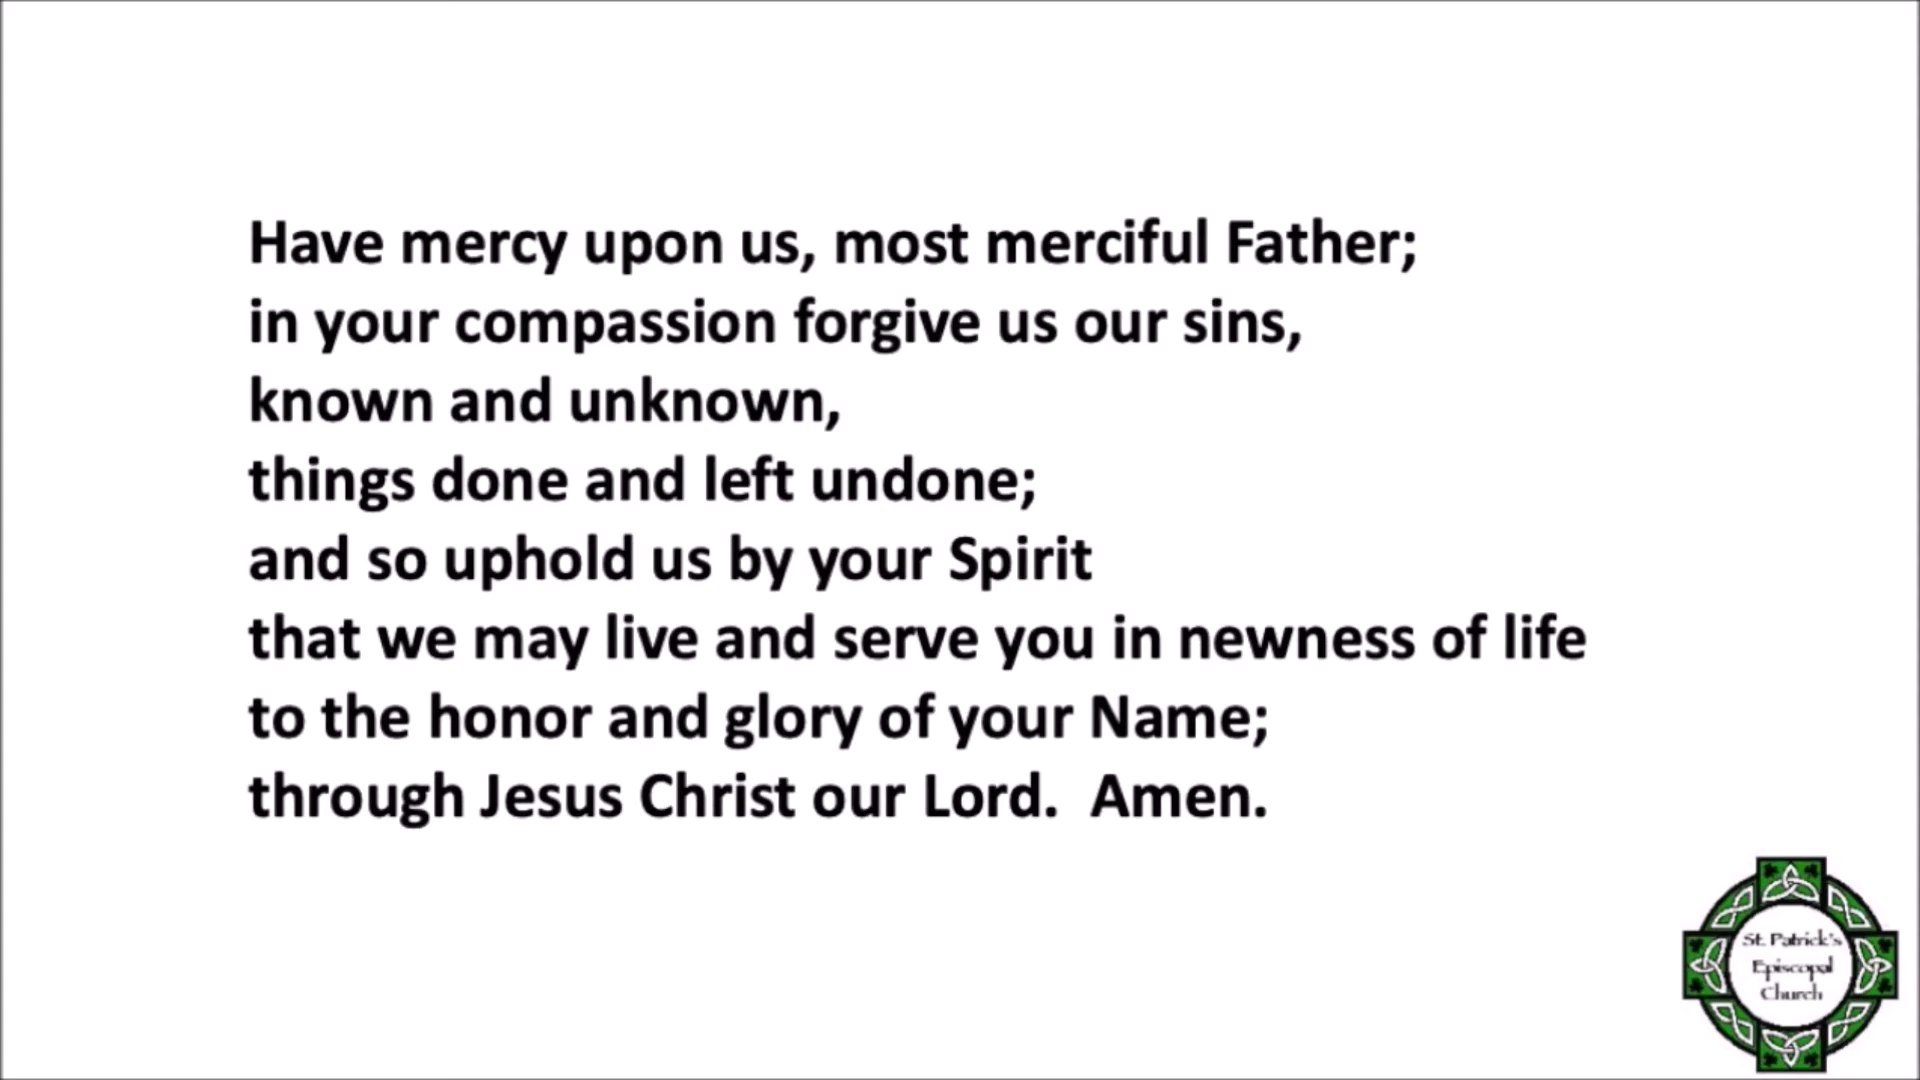 Have mercy upon us, most merciful Father;
in your compassion forgive us our sins,
known and unknown,
things done and left undone;
and so uphold us by your Spirit
that we may live and serve you in newness of life
to the honor and glory of your Name;
through Jesus Christ our Lord.  Amen.
St. Patrick's
Episcopal
Church